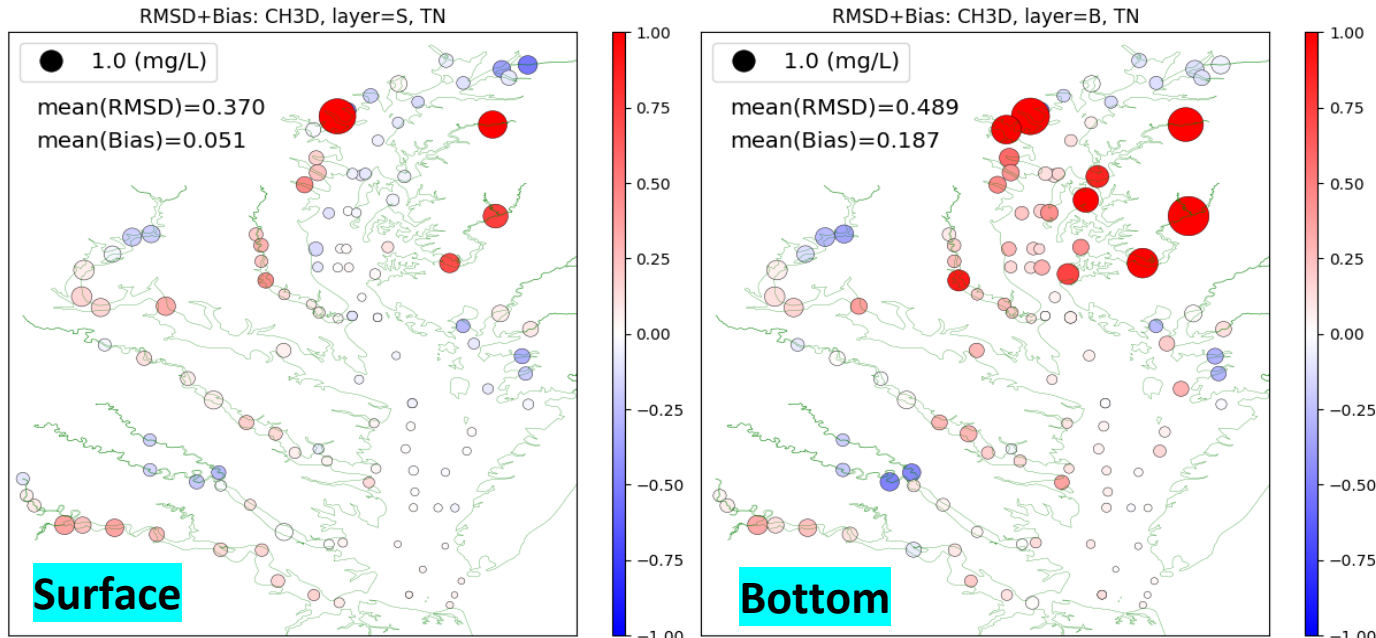 RMSD+Bias: CH3D, layer=S, TN
1.0 (mg/L)
mean(RMSD)=0.370
mean(Bias)=0.051
Surface
1.00
0.75
0.50
0.25
0.00
−0.25
−0.50
−0.75
−1.00
RMSD+Bias: CH3D, layer=B, TN
1.0 (mg/L)
mean(RMSD)=0.489
mean(Bias)=0.187
Bottom
1.00
0.75
0.50
0.25
0.00
−0.25
−0.50
−0.75
−1.00